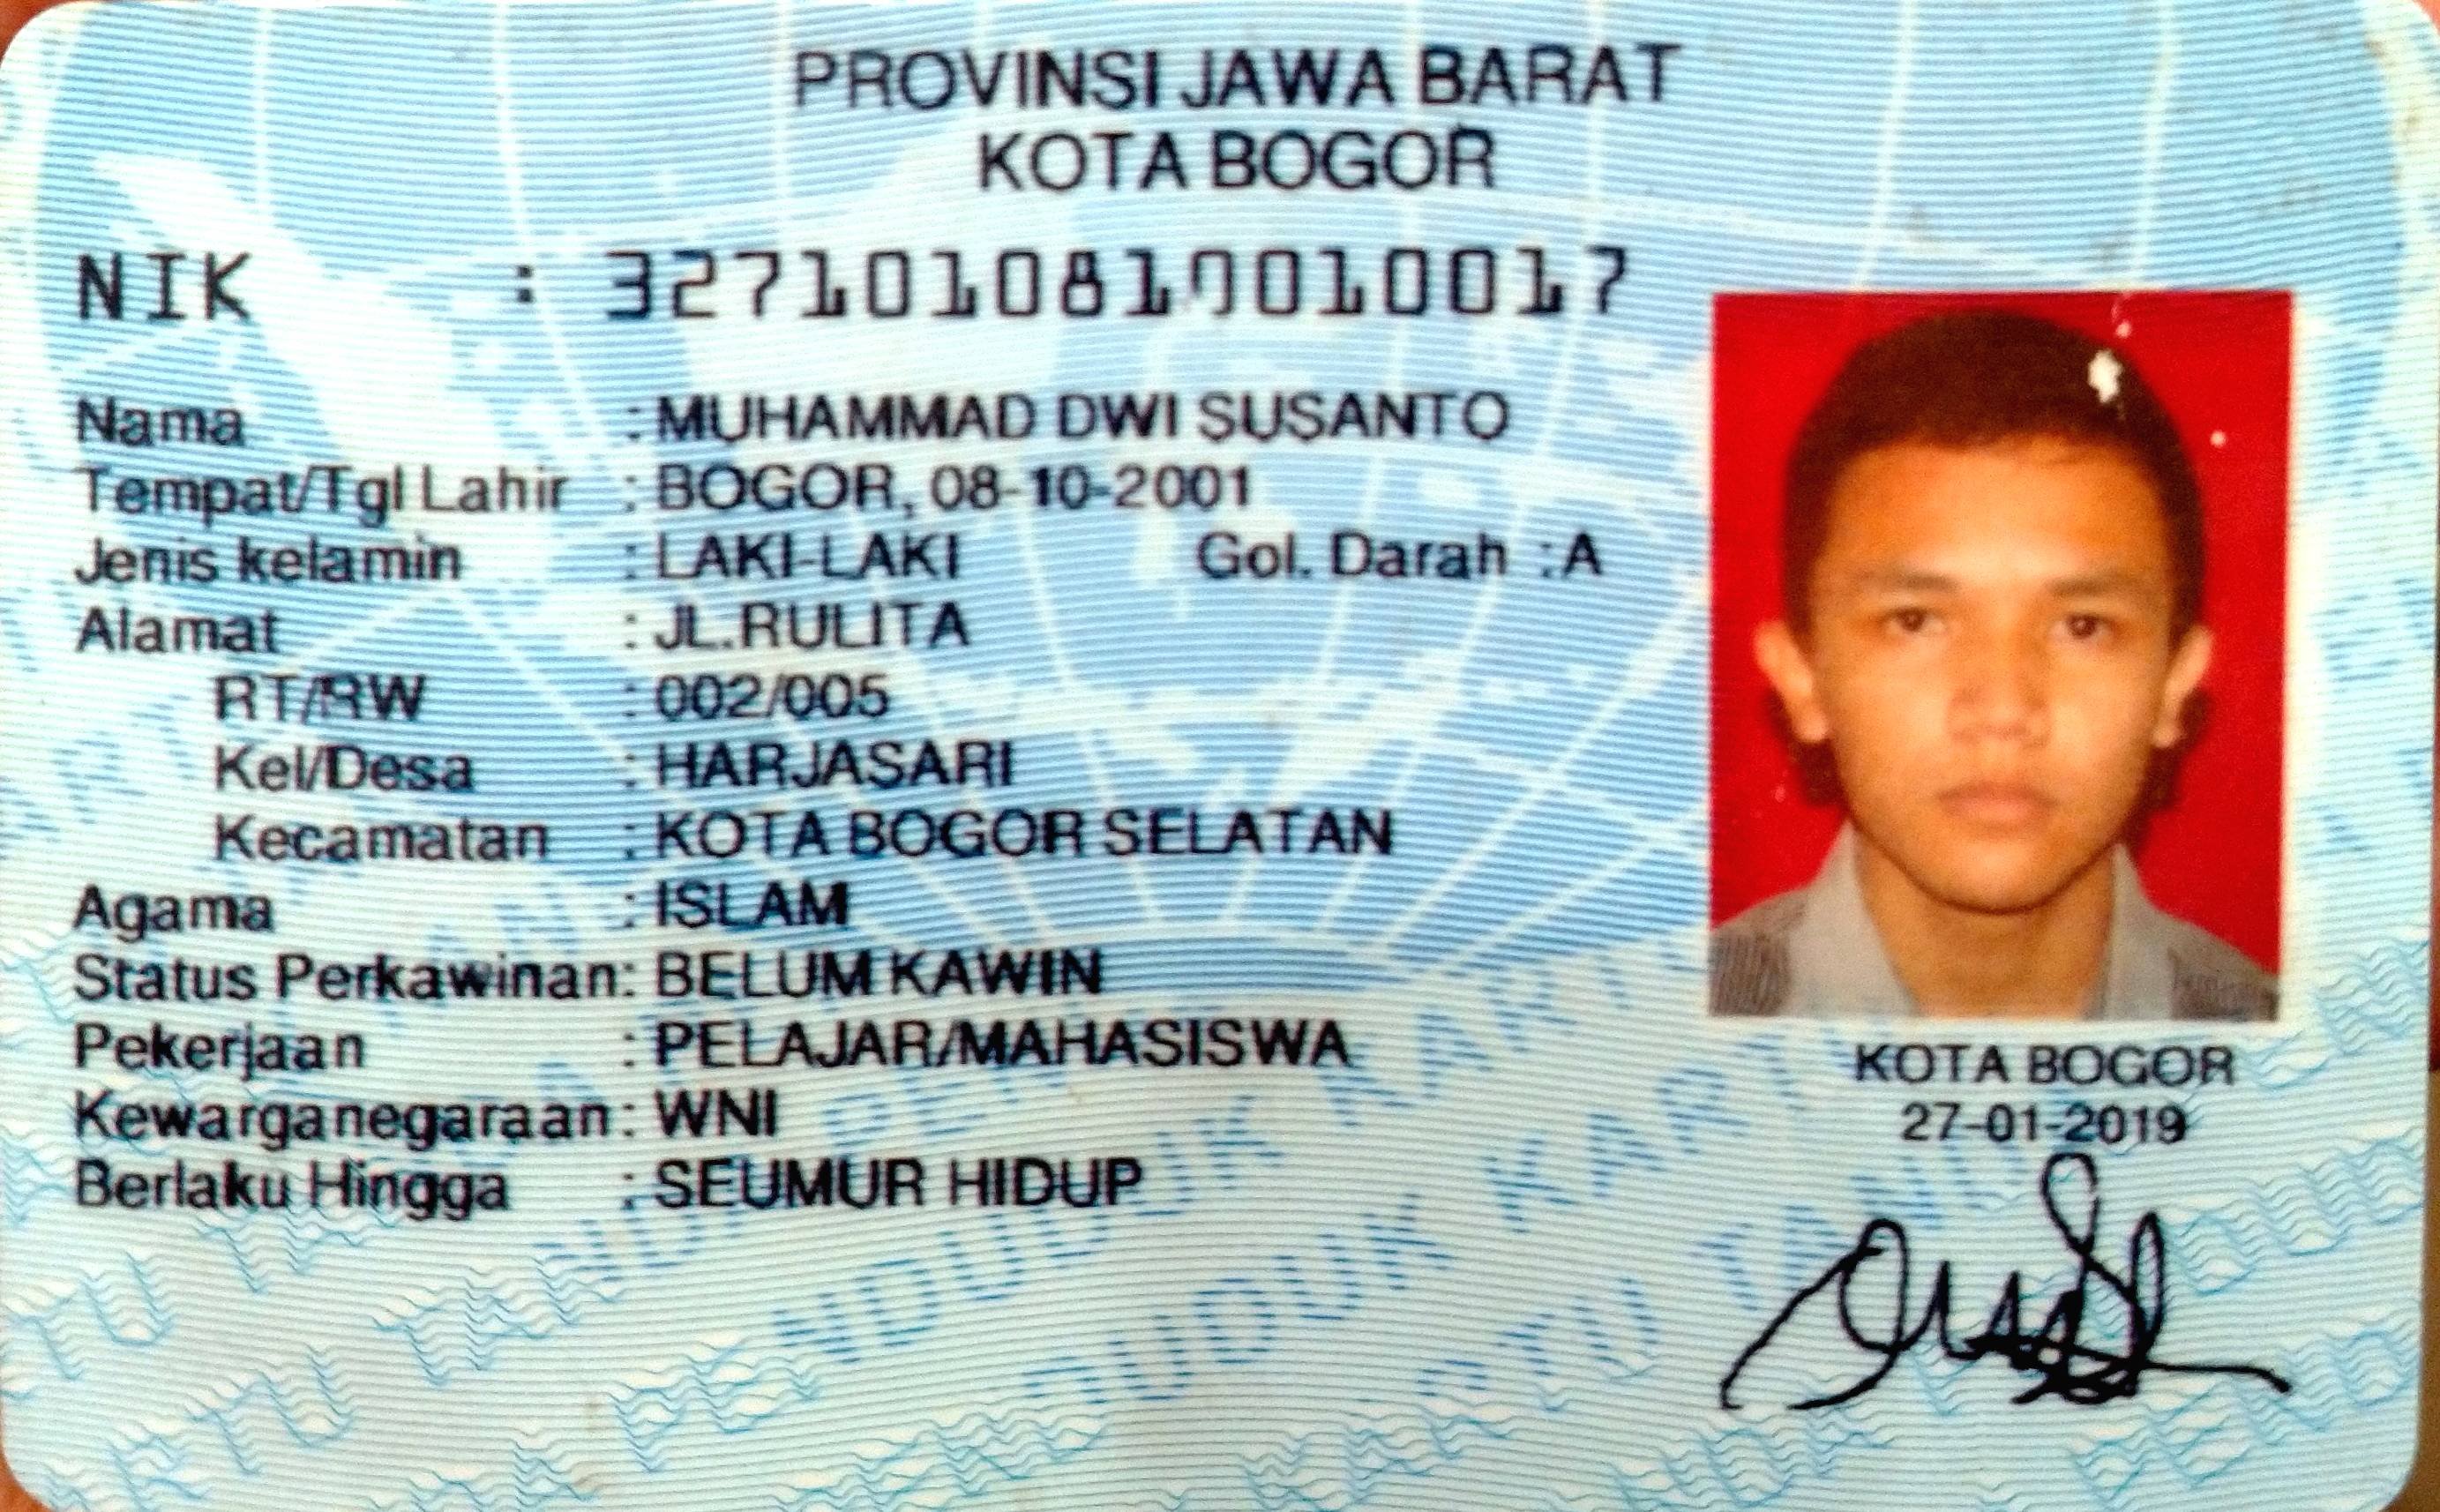 PROVINSI JAWA BARAT
KOTA BOGOR
NIK : 3271010810010017
Nama : MUHAMMAD DWI SUSANTO
Tempat/Tgl Lahir : BOGOR, 08-10-2001
Jenis kelamin : LAKI-LAKI Gol. Darah : A
Alamat : JL.RULITA
RT/RW : 002/005
Kel/Desa : HARJASARI
Kecamatan : KOTA BOGOR SELATAN
Agama : ISLAM
Status Perkawinan: BELUM KAWIN
Pekerjaan : PELAJAR/MAHASISWA
Kewarganegaraan: WNI
Berlaku Hingga : SEUMUR HIDUP
KOTA BOGOR
27-01-2019